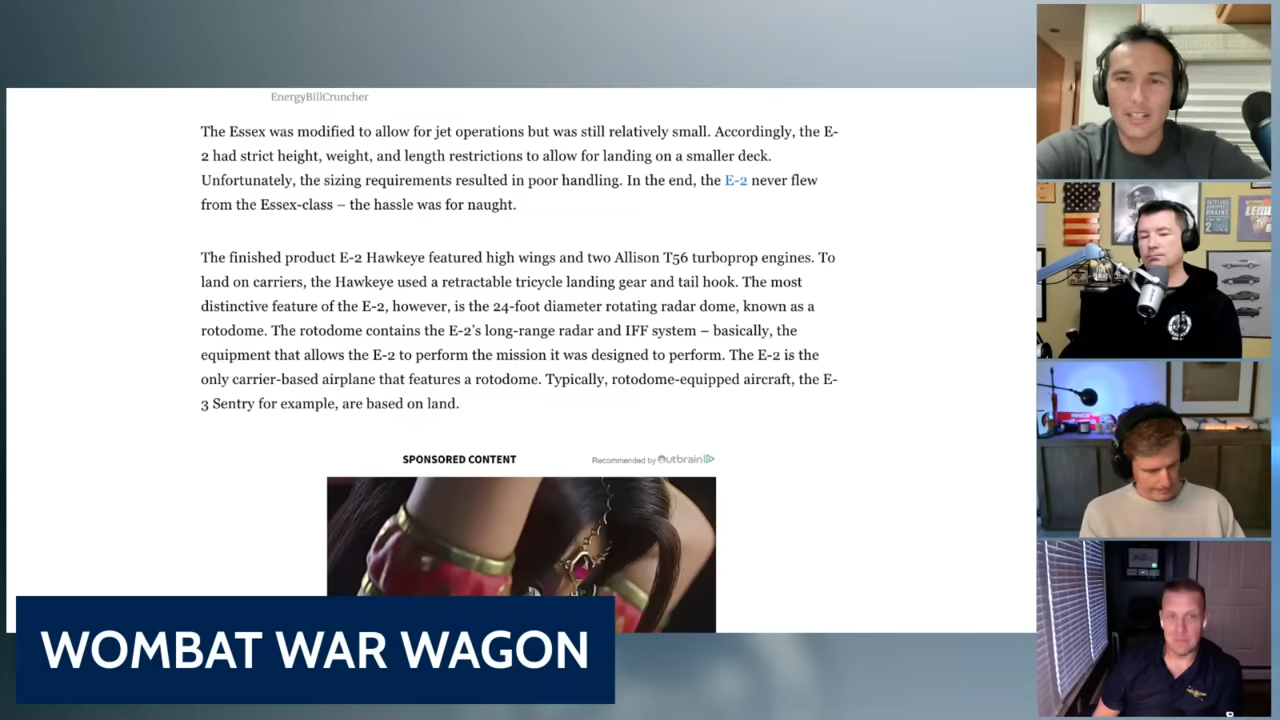 EnergyBillCruncher
The Essex was modified to allow for jet operations but was still relatively small. Accordingly, the E-
2 had strict height, weight, and length restrictions to allow for landing on a smaller deck.
Unfortunately, the sizing requirements resulted in poor handling. In the end, the E-2 never flew
from the Essex-class – the hassle was for naught.
The finished product E-2 Hawkeye featured high wings and two Allison T56 turboprop engines. To
land on carriers, the Hawkeye used a retractable tricycle landing gear and tail hook. The most
distinctive feature of the E-2, however, is the 24-foot diameter rotating radar dome, known as a
rotodome. The rotodome contains the E-2’s long-range radar and IFF system – basically, the
equipment that allows the E-2 to perform the mission it was designed to perform. The E-2 is the
only carrier-based airplane that features a rotodome. Typically, rotodome-equipped aircraft, the E-
3 Sentry for example, are based on land.
SPONSORED CONTENT
Recommended by Outbrain
WOMBAT WAR WAGON